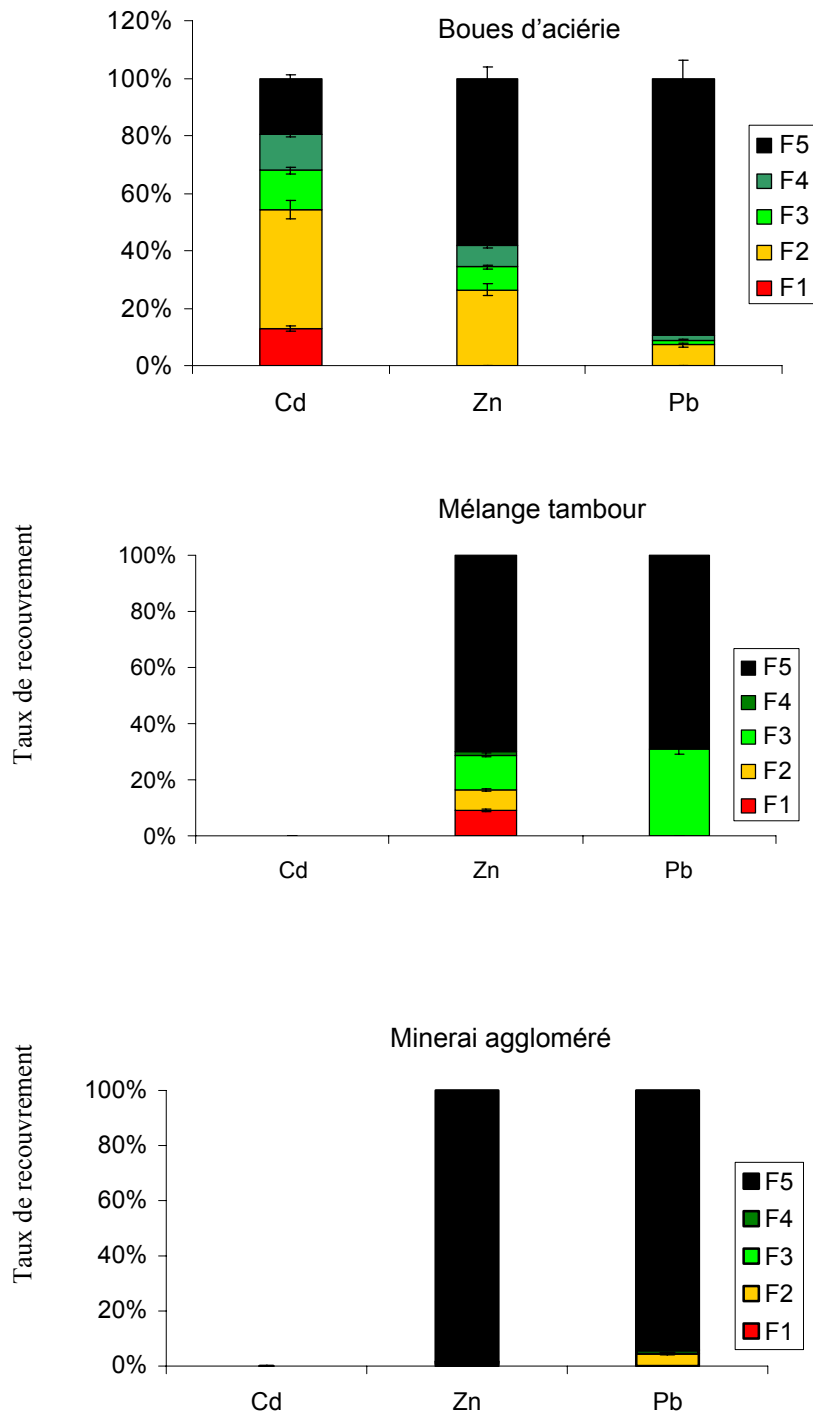 Boues d'aciérie
120%
100%
80%
60%
40%
20%
0%
Cd Zn Pb
F5
F4
F3
F2
F1
Mélange tambour
Taux de recouvrement
100%
80%
60%
40%
20%
0%
Cd Zn Pb
F5
F4
F3
F2
F1
Minerai aggloméré
Taux de recouvrement
100%
80%
60%
40%
20%
0%
Cd Zn Pb
F5
F4
F3
F2
F1